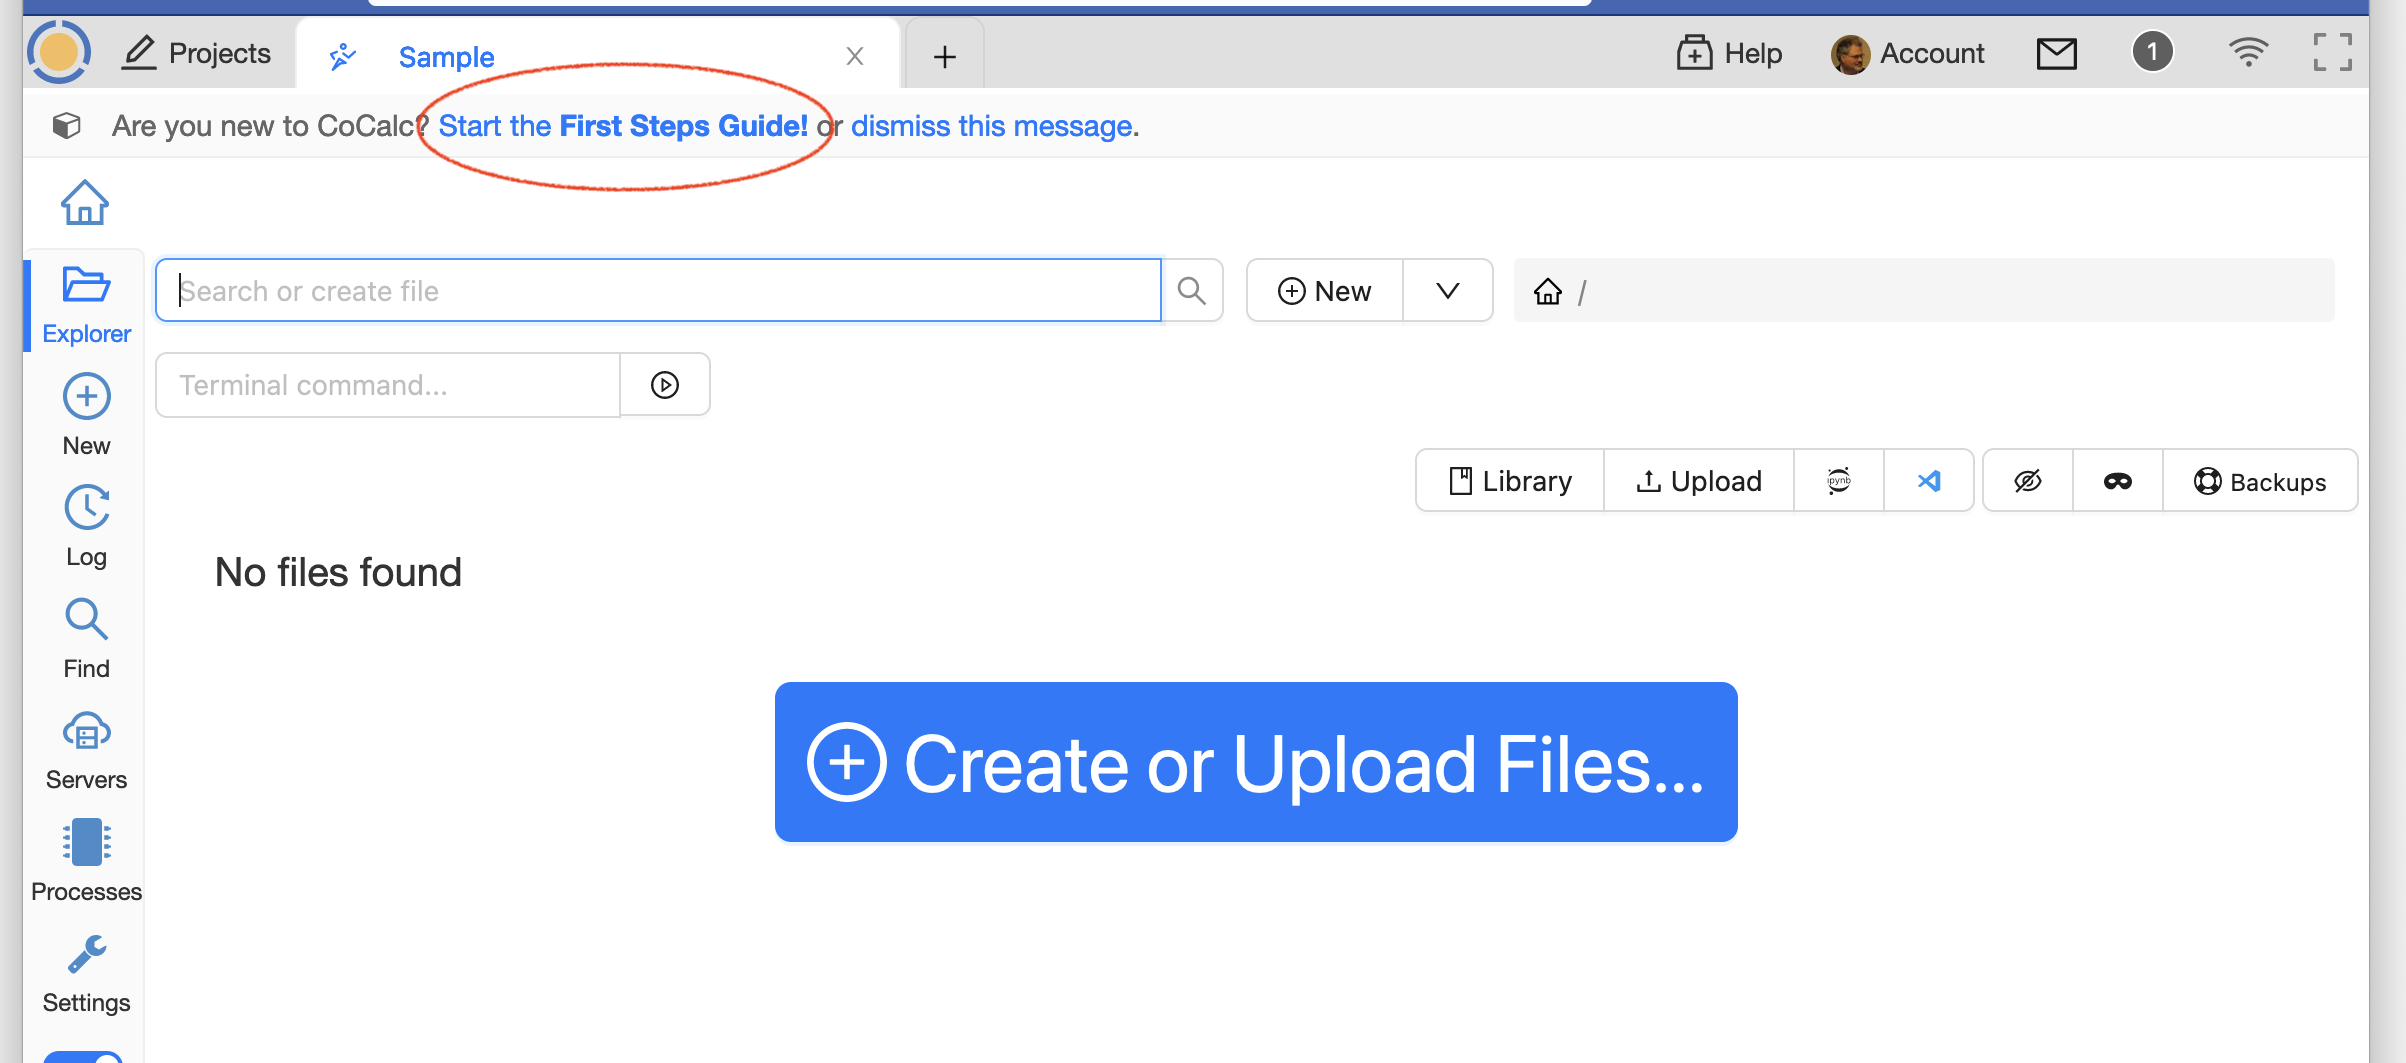 Projects
Sample
Help
Account
1
Are you new to CoCalc? Start the First Steps Guide! or dismiss this message.
Explorer
Search or create file
New
/
Terminal command...
New
Library
Upload
ipynb
Backups
Log
No files found
Find
Create or Upload Files...
Servers
Processes
Settings